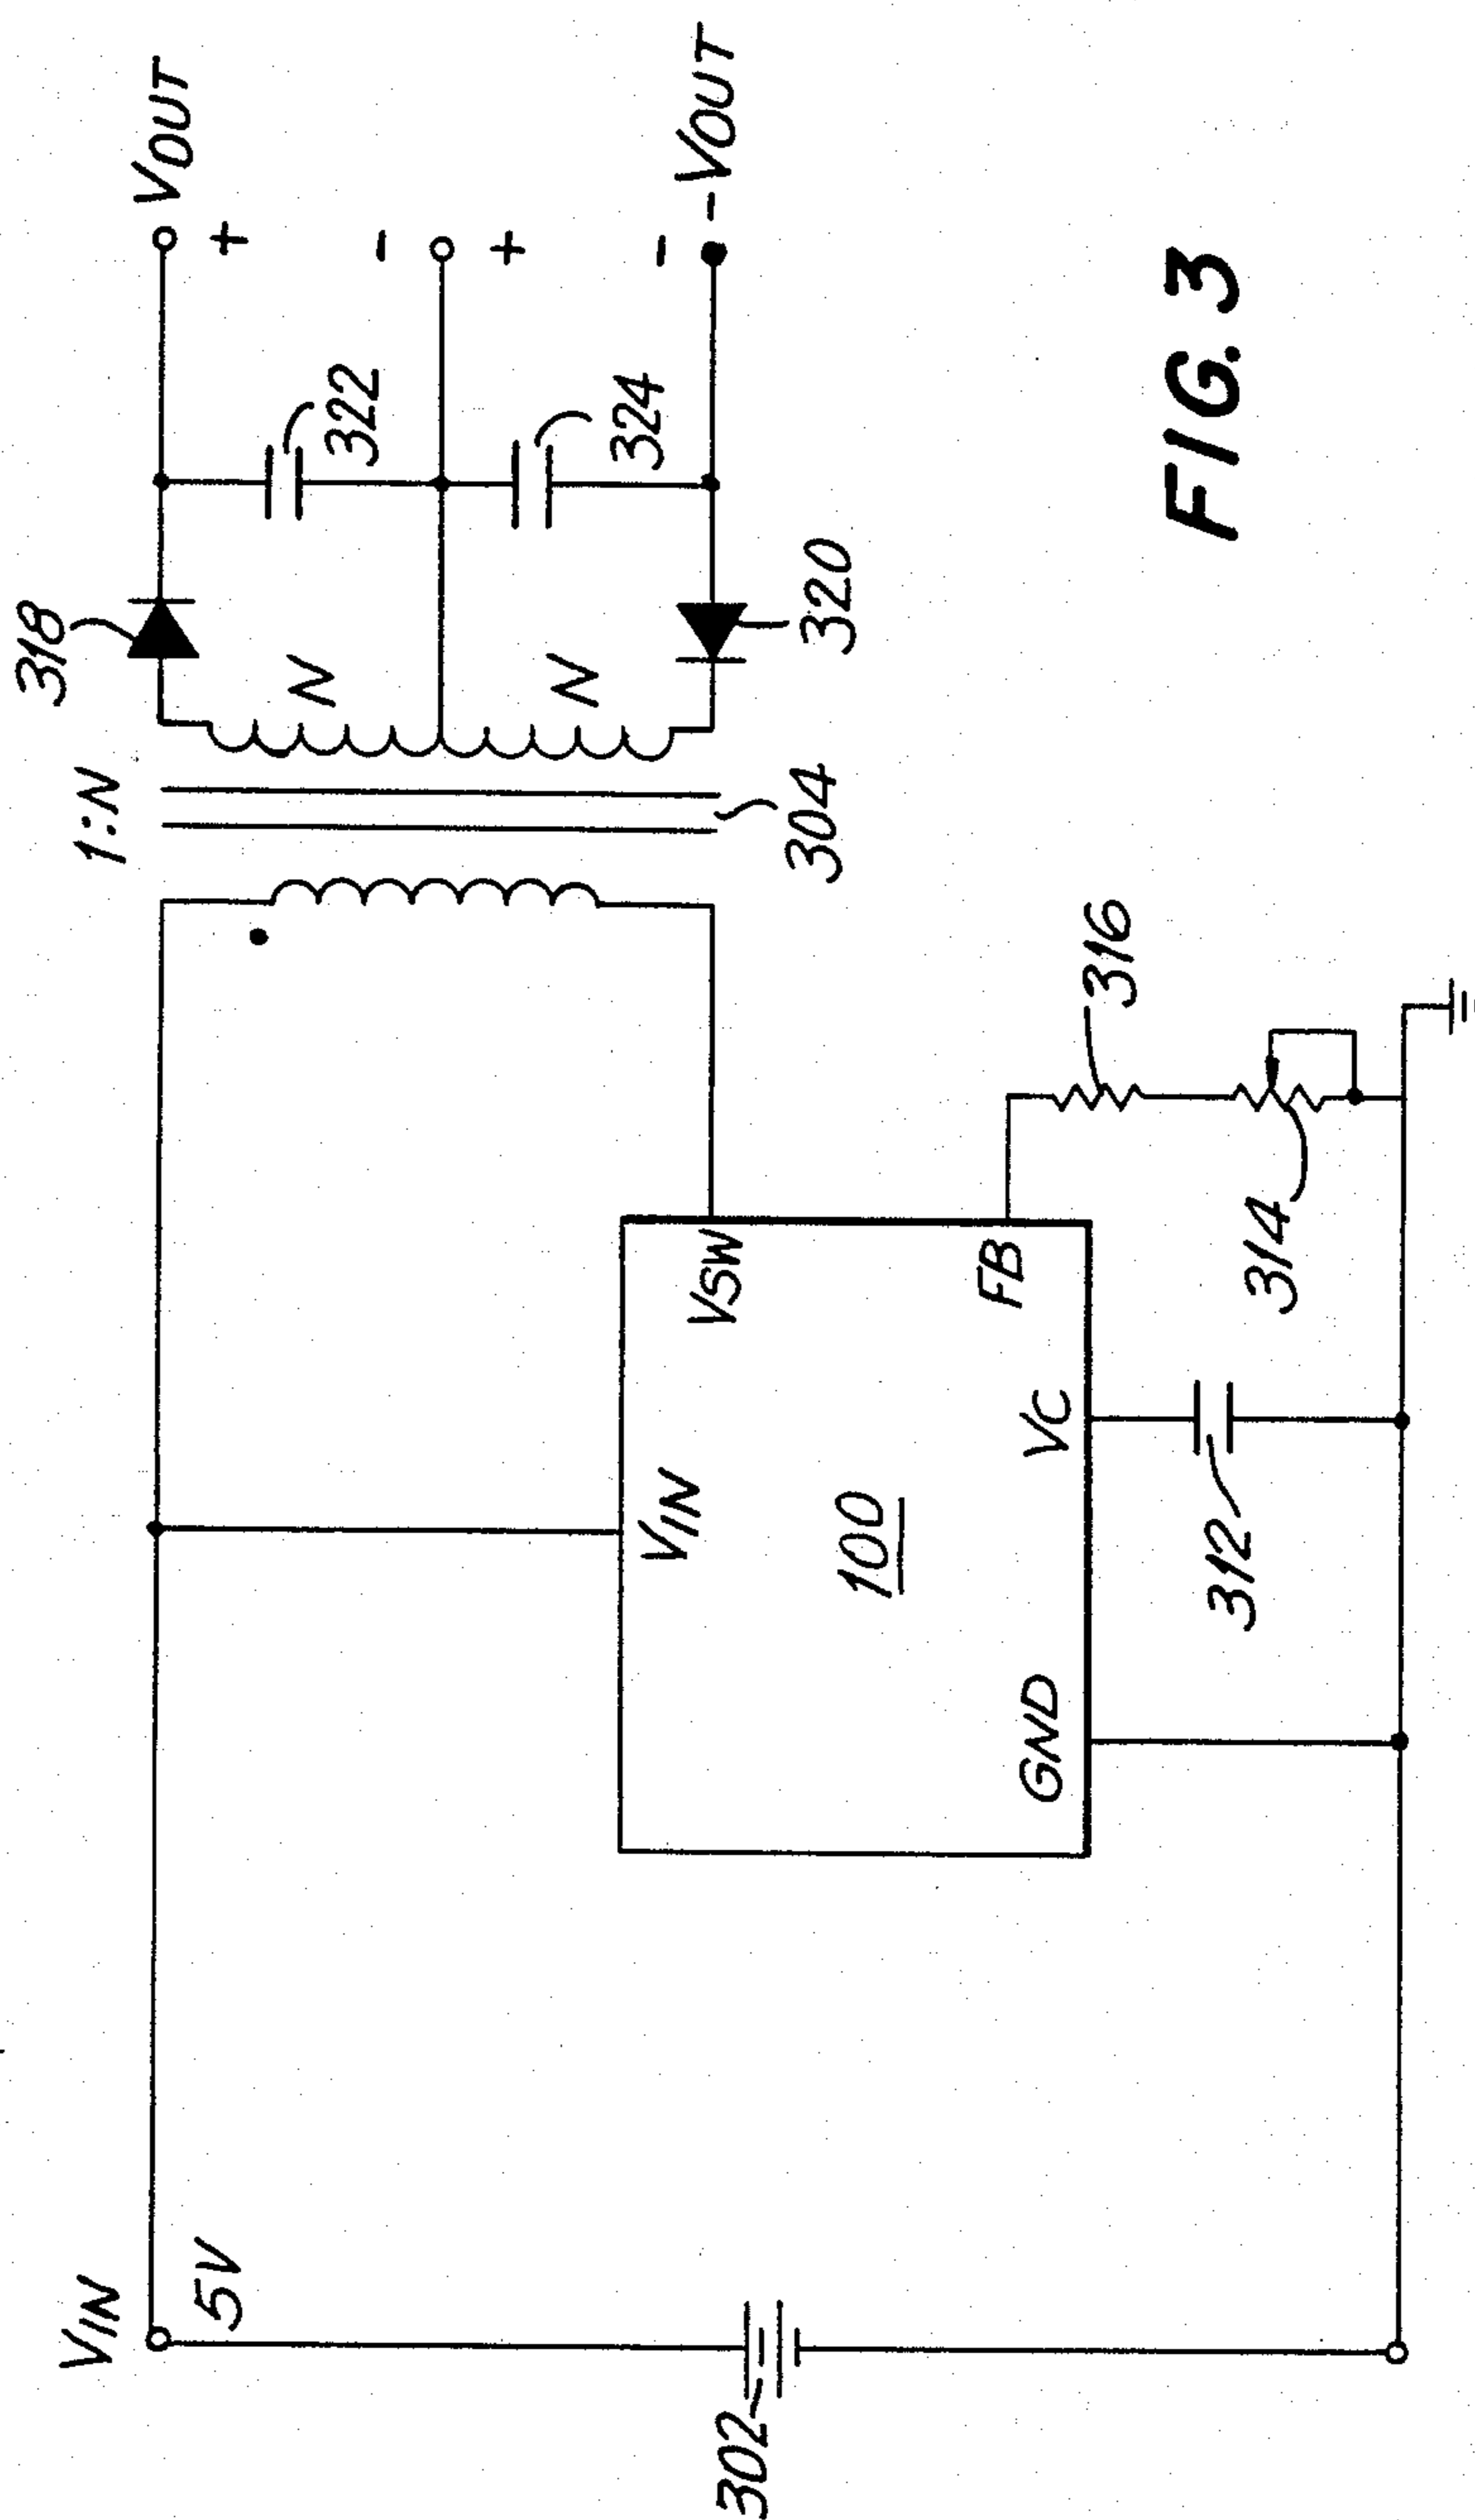 VIN
5V
302
VIN
100
GND
VC
VSW
FB
312
314
316
1:N
304
318
N
N
320
322
324
VOUT
+
-
+
-
-VOUT
FIG. 3